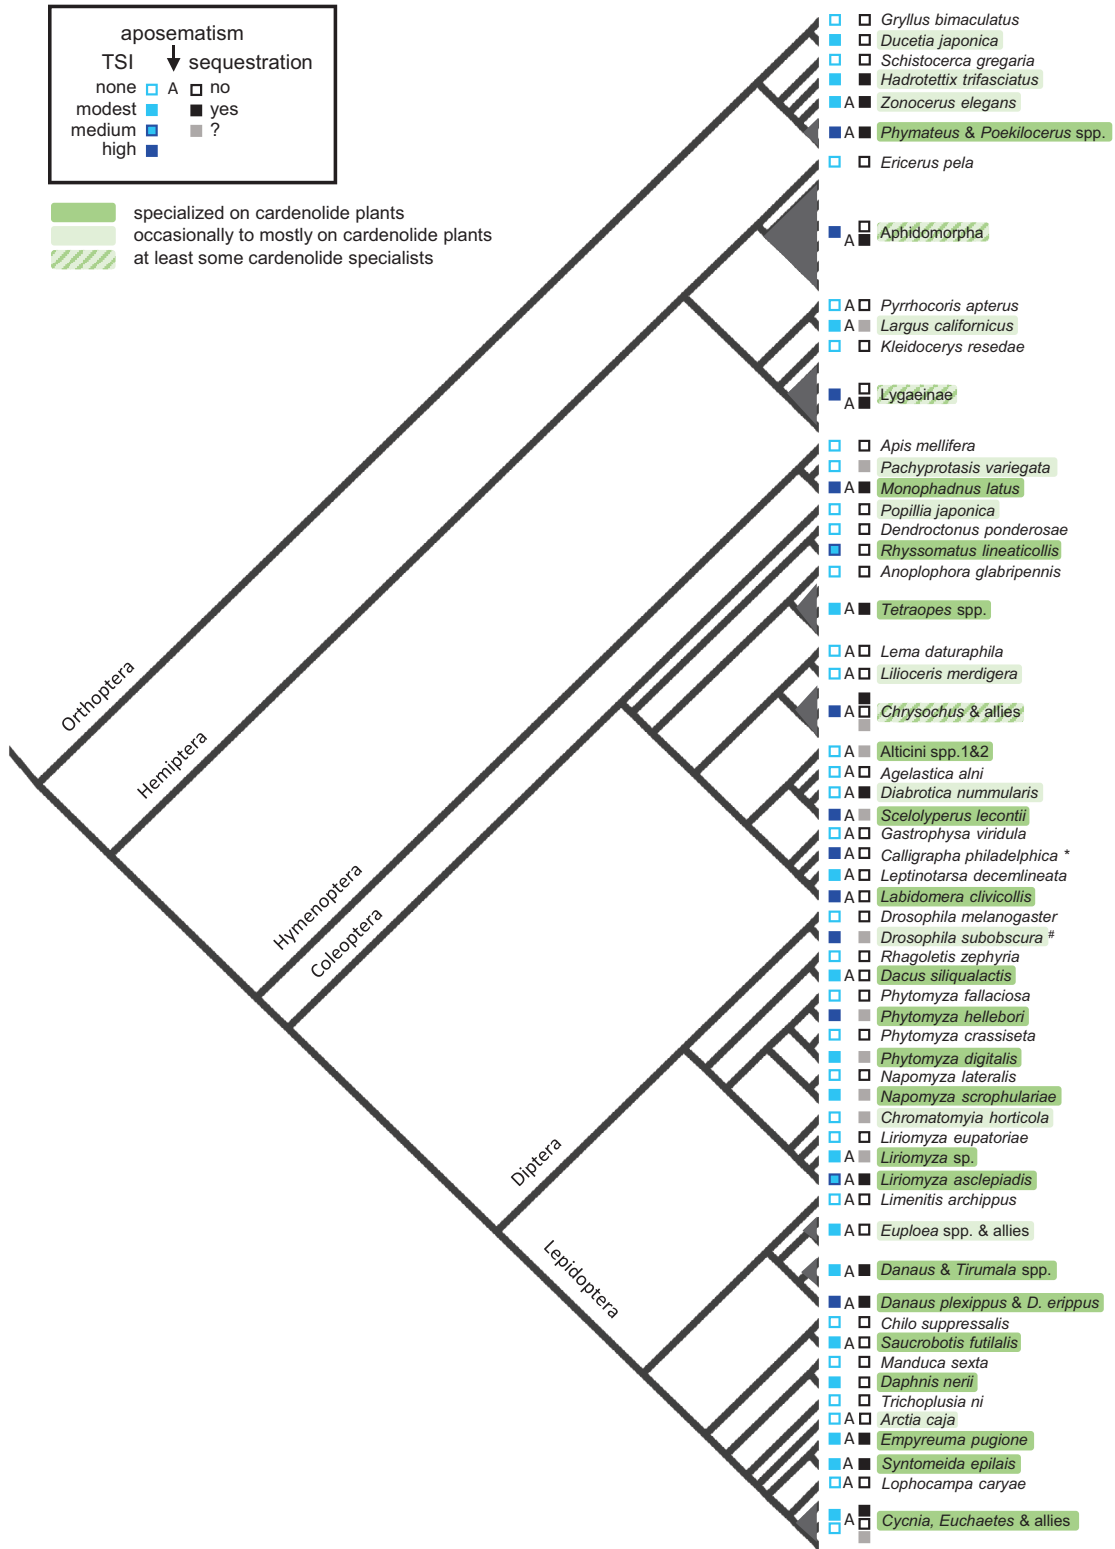 aposematism
TSI sequestration
none A no
modest yes
medium ?
high
specialized on cardenolide plants
occasionally to mostly on cardenolide plants
at least some cardenolide specialists
Orthoptera
Hemiptera
Hymenoptera
Coleoptera
Diptera
Lepidoptera
Gryllus bimaculatus
Ducetia japonica
Schistocerca gregaria
Hadrotettix trifasciatus
A Zonocerus elegans
A Phymateus & Poekilocerus spp.
Ericerus pela
A Aphidomorpha
A Pyrrhocoris apterus
A Largus californicus
Kleidocerys resedae
A Lygaeinae
Apis mellifera
Pachyprotasis variegata
A Monophadnus latus
Popillia japonica
Dendroctonus ponderosae
Rhyssomatus lineaticollis
Anoplophora glabripennis
A Tetraopes spp.
A Lema daturaphila
A Lilioceris merdigera
A Chrysochus & allies
A Alticini spp.1&2
A Agelastica alni
A Diabrotica nummularis
A Scelolyperus lecontii
A Gastrophysa viridula
A Calligrapha philadelphica *
A Leptinotarsa decemlineata
A Labidomera clivicollis
Drosophila melanogaster
Drosophila subobscura #
Rhagoletis zephyria
A Dacus siliqualactis
Phytomyza fallaciosa
Phytomyza hellebori
Phytomyza crassiseta
Phytomyza digitalis
Napomyza lateralis
Napomyza scrophulariae
Chromatomyia horticola
Liriomyza eupatoriae
A Liriomyza sp.
A Liriomyza asclepiadis
A Limenitis archippus
A Euploea spp. & allies
A Danaus & Tirumala spp.
A Danaus plexippus & D. erippus
Chilo suppressalis
A Saucrobotis futilalis
Manduca sexta
Daphnis nerii
Trichoplusia ni
A Arctia caja
A Empyreuma pugione
A Syntomeida epilais
A Lophocampa caryae
A Cycnia, Euchaetes & allies